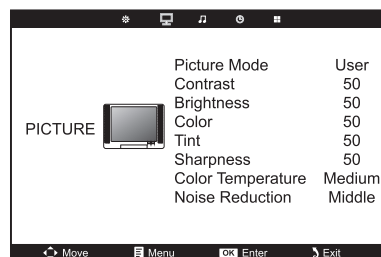 PICTURE
Picture Mode User
Contrast 50
Brightness 50
Color 50
Tint 50
Sharpness 50
Color Temperature Medium
Noise Reduction Middle
Move Menu OK Enter Exit